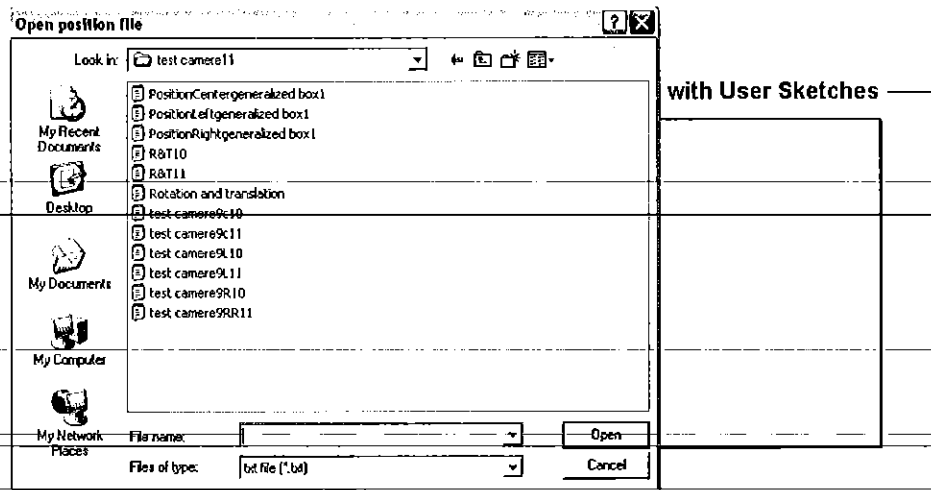 Open position file
Look in: test camere11
with User Sketches
My Recent
Documents
Desktop
My Documents
My Computer
My Network
Places
PositionCentergeneralized box1
PositionLeftgeneralized box1
PositionRightgeneralized box1
R&T10
R&T11
Rotation and translation
test camere9c10
test camere9c11
test camere9L10
test camere9L11
test camere9R10
test camere9RR11
File name:
Open
Files of type: txt file (*.txt)
Cancel